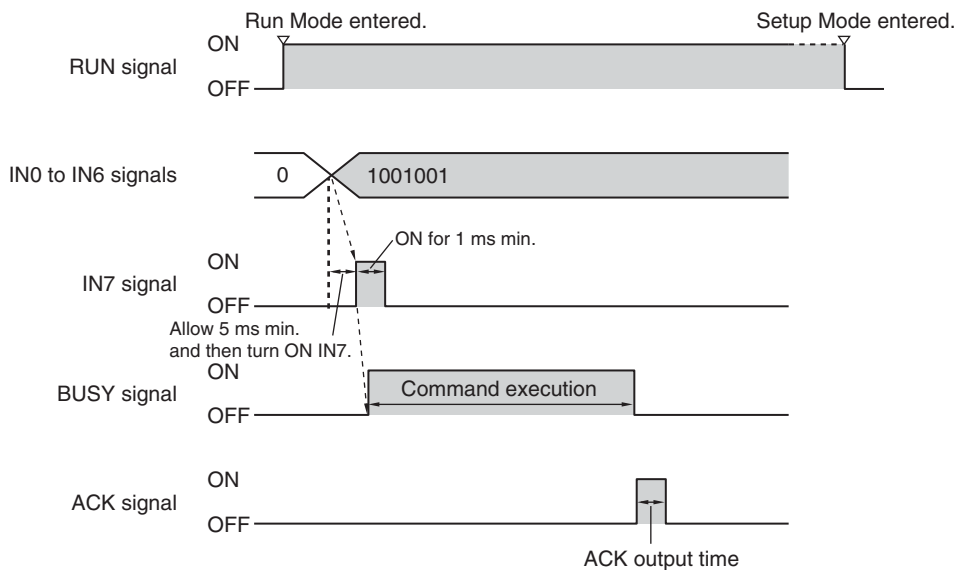 Run Mode entered.
Setup Mode entered.
ON
RUN signal
OFF
IN0 to IN6 signals
0
1001001
ON for 1 ms min.
ON
IN7 signal
OFF
Allow 5 ms min.
and then turn ON IN7.
ON
BUSY signal
Command execution
OFF
ON
ACK signal
OFF
ACK output time